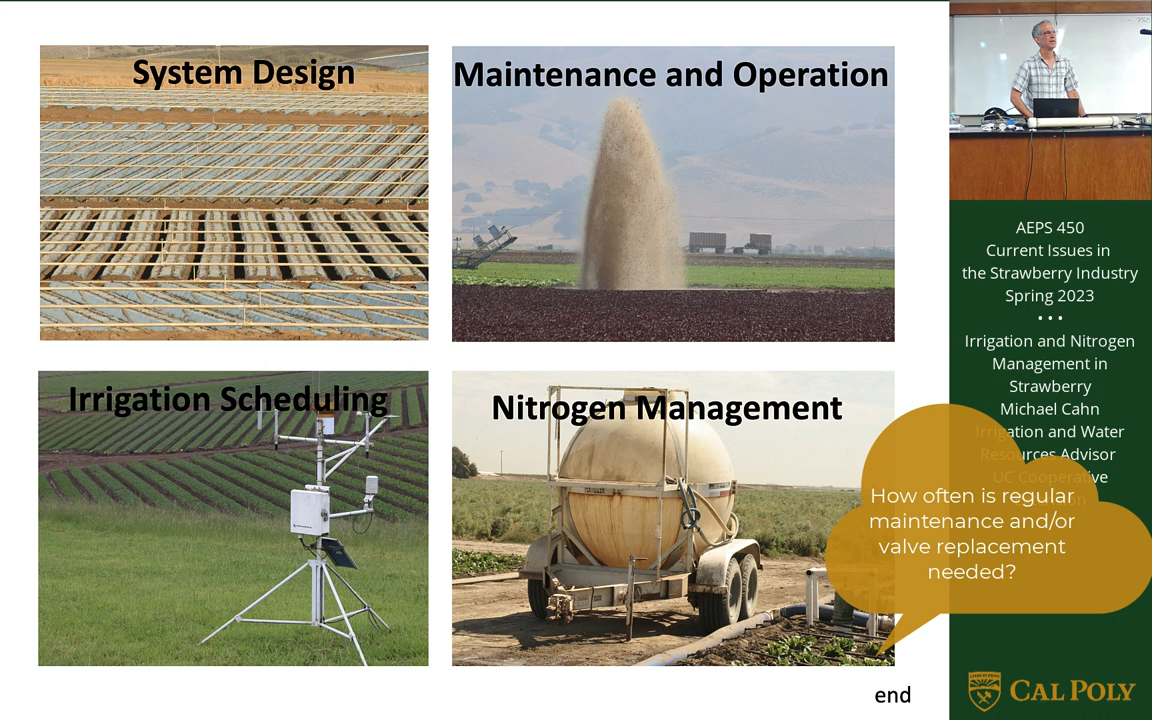 System Design
Maintenance and Operation
Irrigation Scheduling
Nitrogen Management
end
AEPS 450
Current Issues in
the Strawberry Industry
Spring 2023
• • •
Irrigation and Nitrogen
Management in
Strawberry
Michael Cahn
Irrigation and Water
Resources Advisor
UC Cooperative
How often is regular
maintenance and/or
valve replacement
needed?
CAL POLY